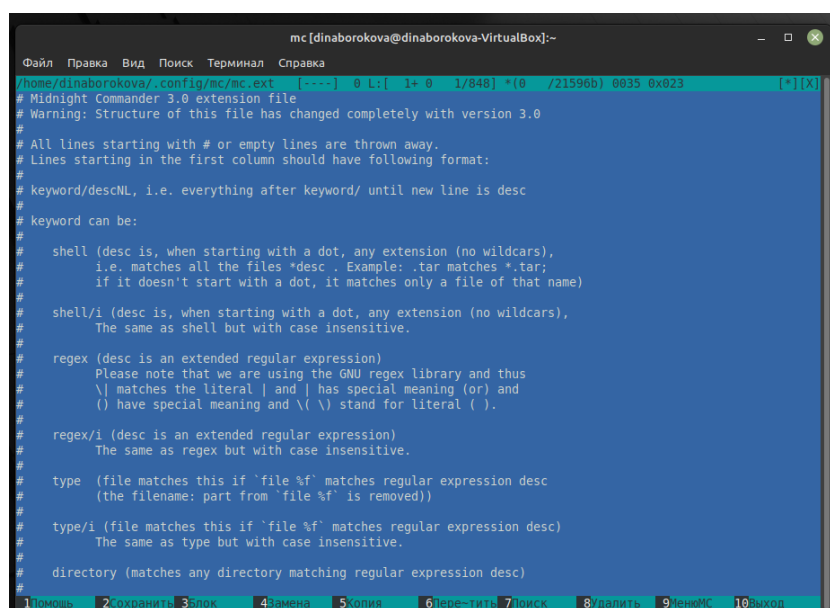 mc [dinaborokova@dinaborokova-VirtualBox]:~
Файл Правка Вид Поиск Терминал Справка
/home/dinaborokova/.config/mc/mc.ext [----] 0 L:[ 1+ 0 1/848] *(0 /21596b) 0035 0x023 [*][X]
# Midnight Commander 3.0 extension file
# Warning: Structure of this file has changed completely with version 3.0
#
# All lines starting with # or empty lines are thrown away.
# Lines starting in the first column should have following format:
#
# keyword/descNL, i.e. everything after keyword/ until new line is desc
#
# keyword can be:
#
# shell (desc is, when starting with a dot, any extension (no wildcars),
# i.e. matches all the files *desc . Example: .tar matches *.tar;
# if it doesn't start with a dot, it matches only a file of that name)
#
# shell/i (desc is, when starting with a dot, any extension (no wildcars),
# The same as shell but with case insensitive.
#
# regex (desc is an extended regular expression)
# Please note that we are using the GNU regex library and thus
# \| matches the literal | and | has special meaning (or) and
# () have special meaning and \( \) stand for literal ( ).
#
# regex/i (desc is an extended regular expression)
# The same as regex but with case insensitive.
#
# type (file matches this if `file %f` matches regular expression desc
# (the filename: part from `file %f` is removed))
#
# type/i (file matches this if `file %f` matches regular expression desc)
# The same as type but with case insensitive.
#
# directory (matches any directory matching regular expression desc)
#
1Помощь 2Сохранить 3Блок 4Замена 5Копия 6Пере~тить 7Поиск 8Удалить 9МенюMC 10Выход